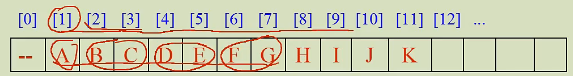 [0] [1] [2] [3] [4] [5] [6] [7] [8] [9] [10] [11] [12] ...
-- A B C D E F G H I J K